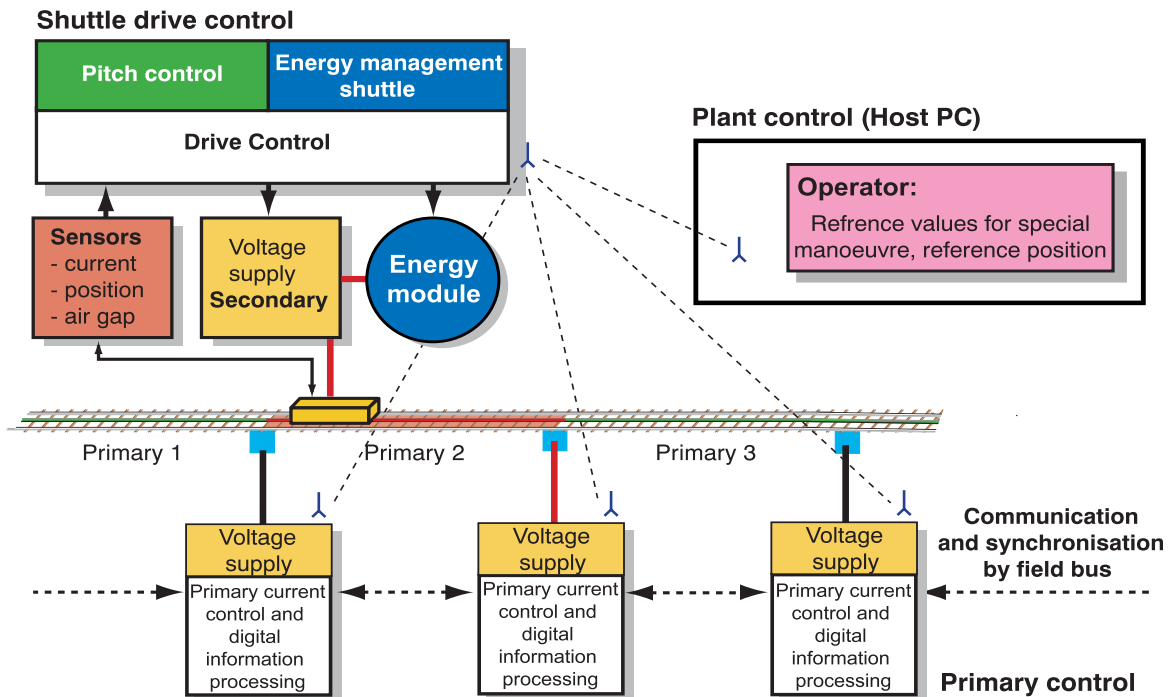 Shuttle drive control
Pitch control
Energy management
shuttle
Drive Control
Plant control (Host PC)
Operator:
Refrence values for special
manoeuvre, reference position
Sensors
- current
- position
- air gap
Voltage
supply
Secondary
Energy
module
Primary 1
Primary 2
Primary 3
Voltage
supply
Primary current
control and
digital
information
processing
Voltage
supply
Primary current
control and
digital
information
processing
Voltage
supply
Primary current
control and
digital
information
processing
Communication
and synchronisation
by field bus
Primary control